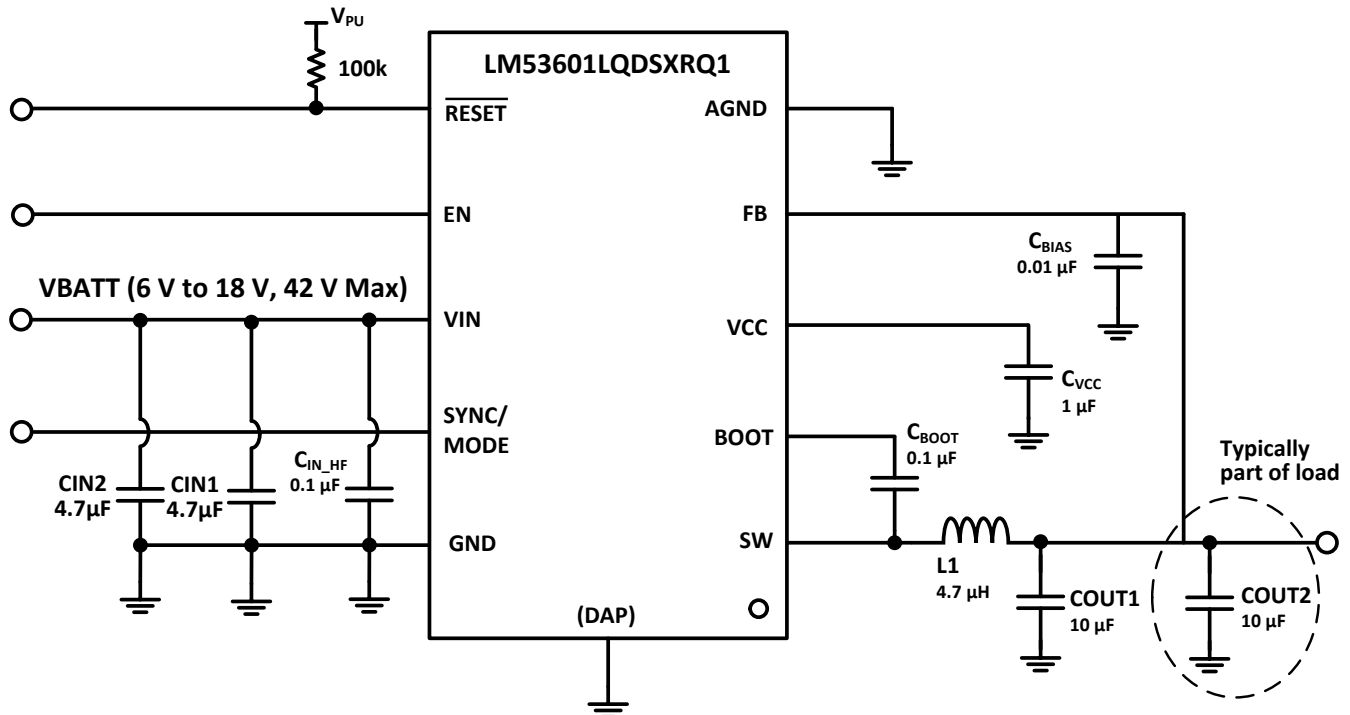 VPU
100k
LM53601LQDSXRQ1
RESET
AGND
EN
FB
CBIAS
0.01 µF
VBATT (6 V to 18 V, 42 V Max)
VIN
VCC
CVCC
1 µF
SYNC/
MODE
BOOT
CBOOT
0.1 µF
Typically
part of load
CIN2
4.7µF
CIN1
4.7µF
CIN_HF
0.1 µF
GND
SW
L1
4.7 µH
COUT1
10 µF
COUT2
10 µF
(DAP)